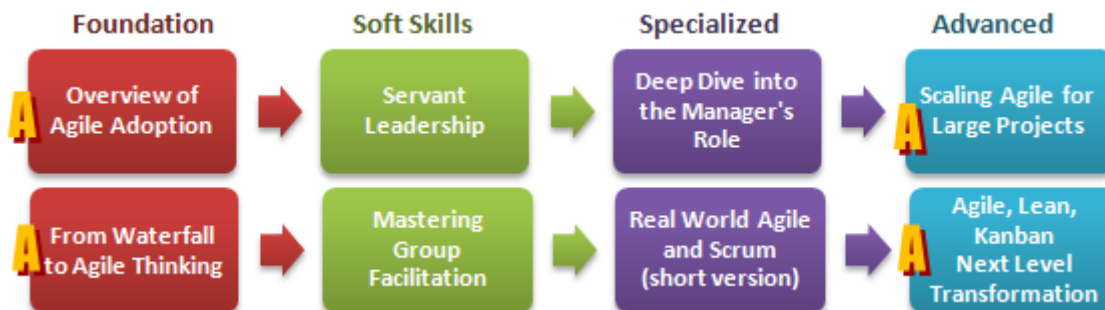 Foundation
Soft Skills
Specialized
Advanced
A
Overview of
Agile Adoption
Servant
Leadership
Deep Dive into
the Manager's
Role
A
Scaling Agile for
Large Projects
A
From Waterfall
to Agile Thinking
Mastering
Group
Facilitation
Real World Agile
and Scrum
(short version)
A
Agile, Lean,
Kanban
Next Level
Transformation